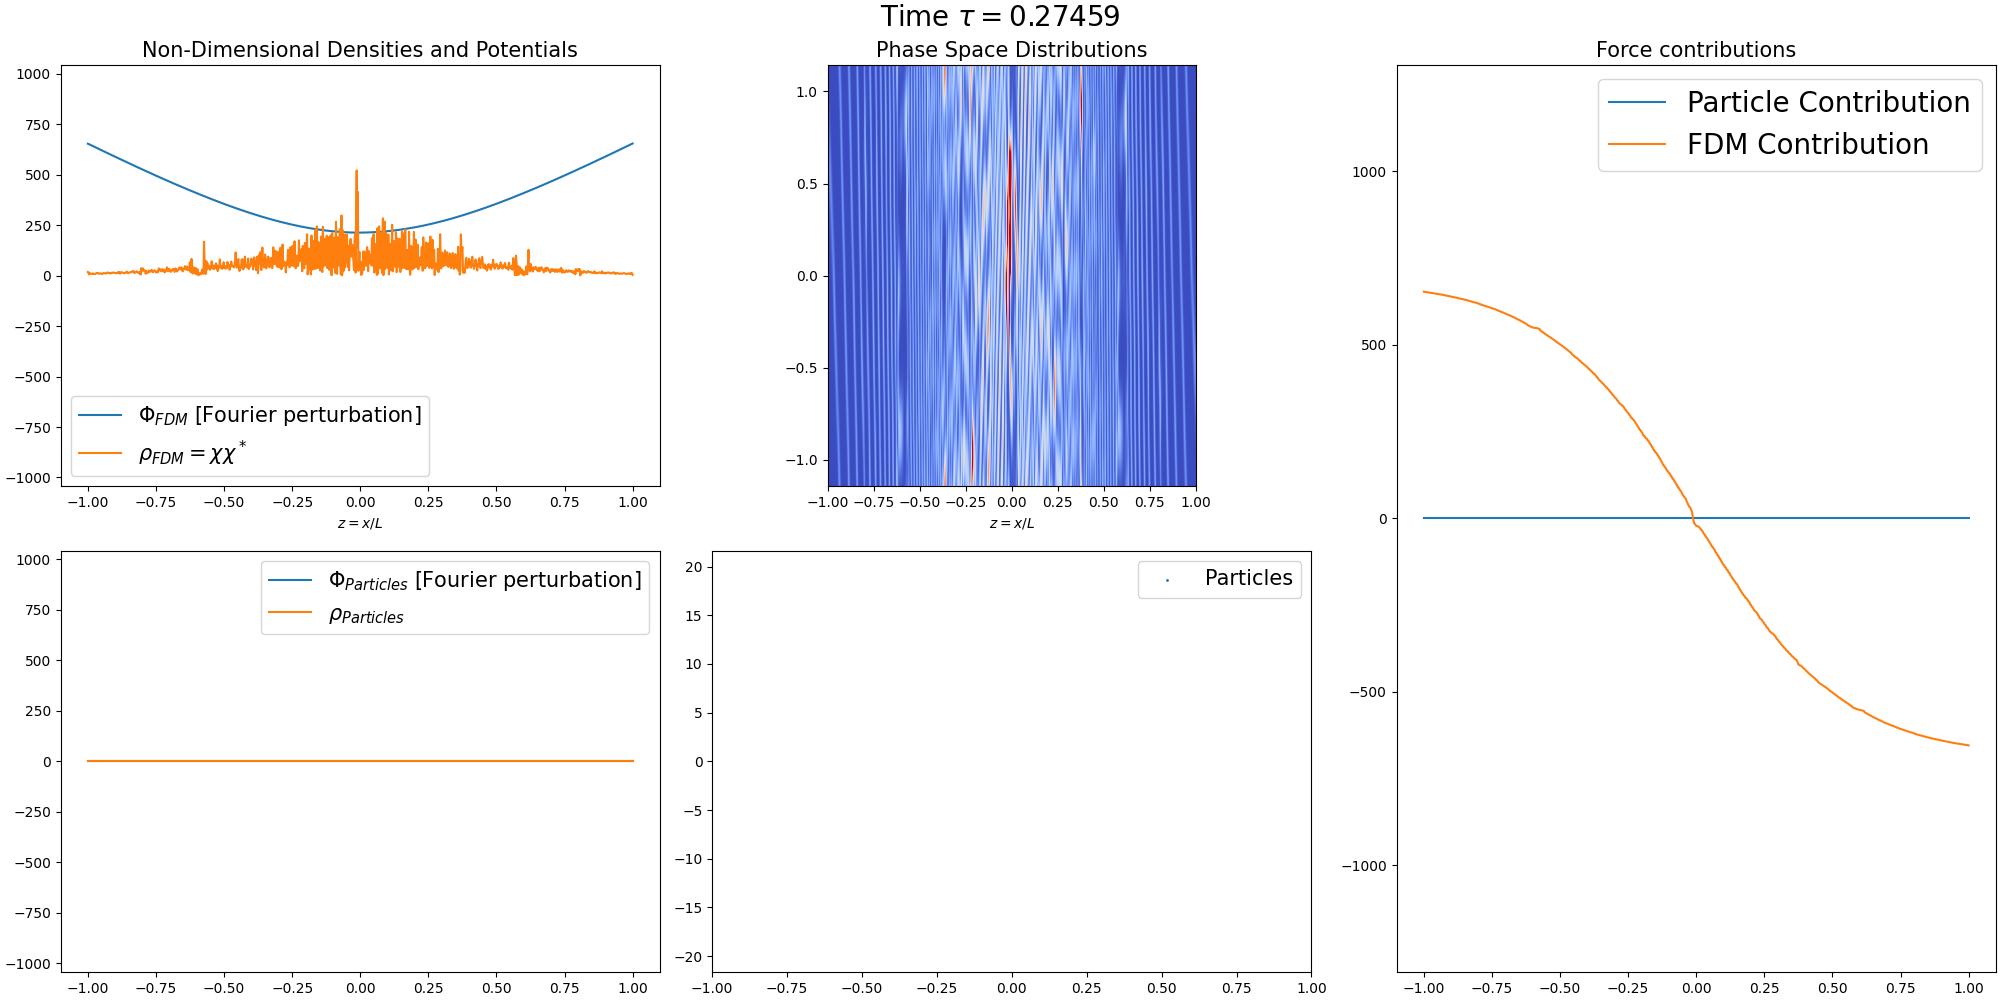 Time τ = 0.27459
Non-Dimensional Densities and Potentials
1000
750
500
250
0
−250
−500
−750
−1000
Φ_FDM [Fourier perturbation]
ρ_FDM = χχ*
−1.00 −0.75 −0.50 −0.25 0.00 0.25 0.50 0.75 1.00
z = x/L
Phase Space Distributions
1.0
0.5
0.0
−0.5
−1.0
−1.00 −0.75 −0.50 −0.25 0.00 0.25 0.50 0.75 1.00
z = x/L
Force contributions
Particle Contribution
FDM Contribution
1000
500
0
−500
−1000
−1.00 −0.75 −0.50 −0.25 0.00 0.25 0.50 0.75 1.00
1000
750
500
250
0
−250
−500
−750
−1000
Φ_Particles [Fourier perturbation]
ρ_Particles
−1.00 −0.75 −0.50 −0.25 0.00 0.25 0.50 0.75 1.00
20
15
10
5
0
−5
−10
−15
−20
Particles
−1.00 −0.75 −0.50 −0.25 0.00 0.25 0.50 0.75 1.00